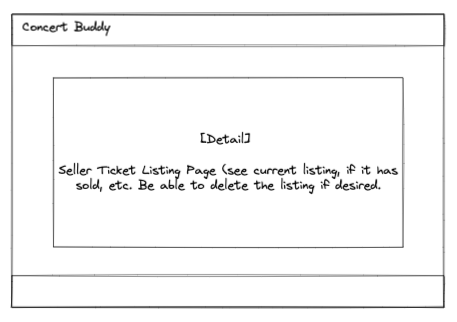 Concert Buddy
[Detail]
Seller Ticket Listing Page (see current listing, if it has
sold, etc. Be able to delete the listing if desired.